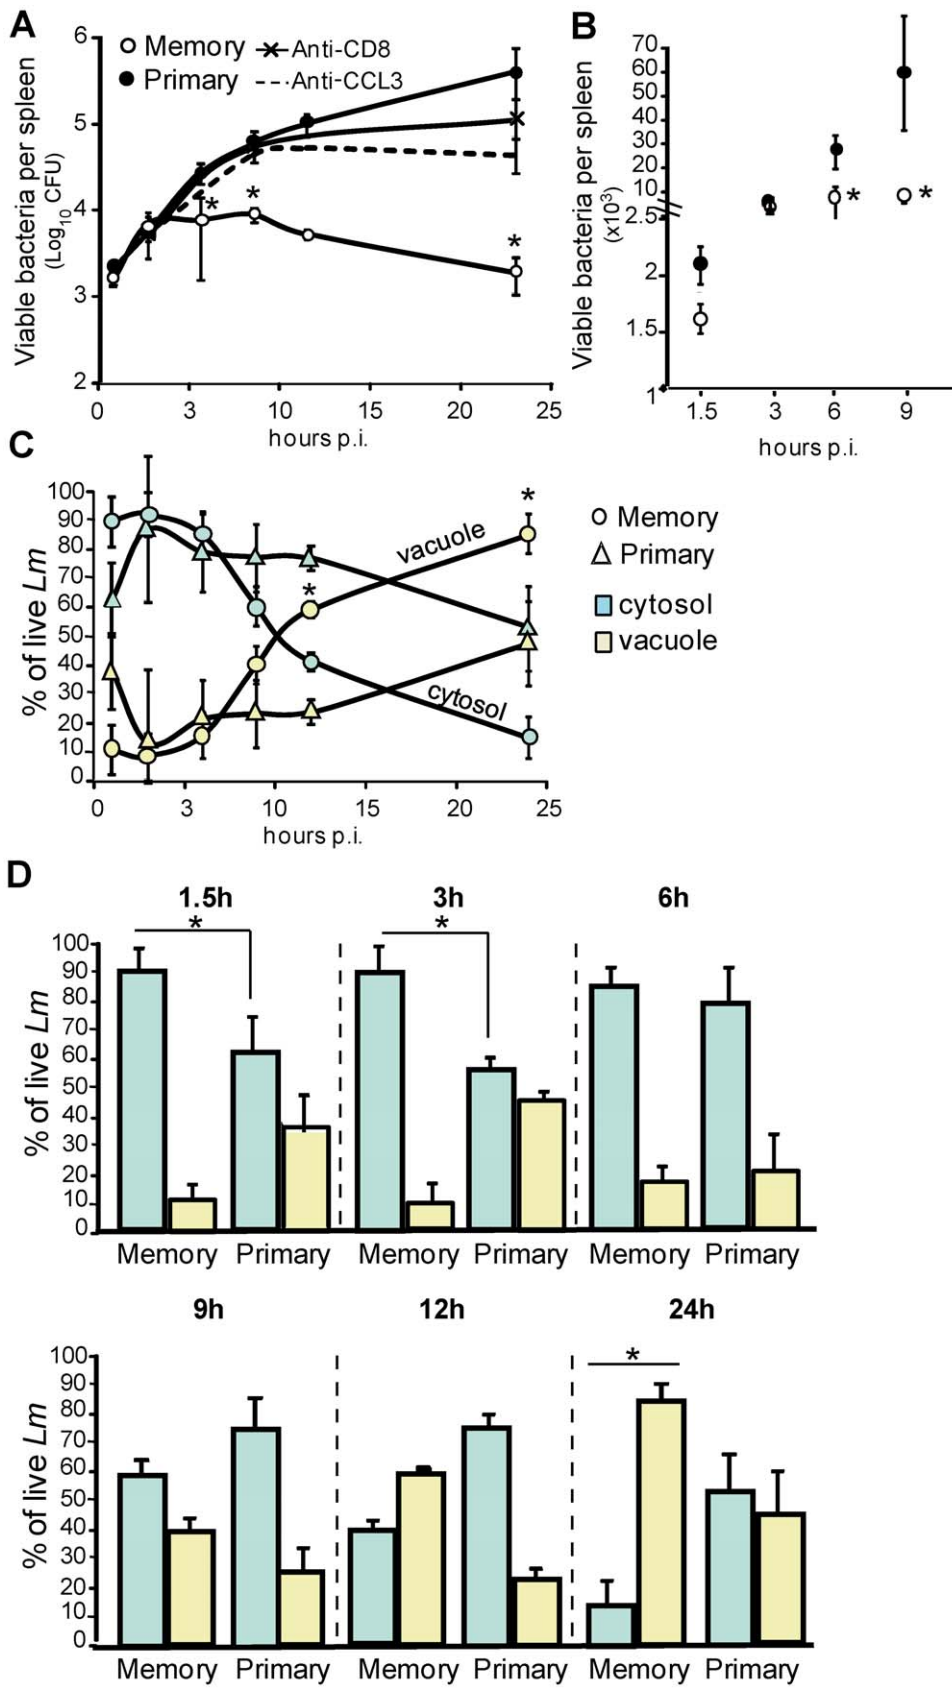 A
Memory Anti-CD8
Primary Anti-CCL3
Viable bacteria per spleen
(Log10 CFU)
6
5
4
3
2
* * *
0 3 10 15 20 25
hours p.i.
B
Viable bacteria per spleen
(x10³)
70
60
50
40
30
20
10
2.5
2
1.5
1
* *
1.5 3 6 9
hours p.i.
C
% of live Lm
100
90
80
70
60
50
40
30
20
10
0
vacuole
cytosol
* *
0 3 10 15 20 25
hours p.i.
Memory
Primary
cytosol
vacuole
D
1.5h 3h 6h
* *
% of live Lm
100
90
80
70
60
50
40
30
20
10
0
Memory Primary Memory Primary Memory Primary
9h 12h 24h
*
% of live Lm
100
90
80
70
60
50
40
30
20
10
0
Memory Primary Memory Primary Memory Primary